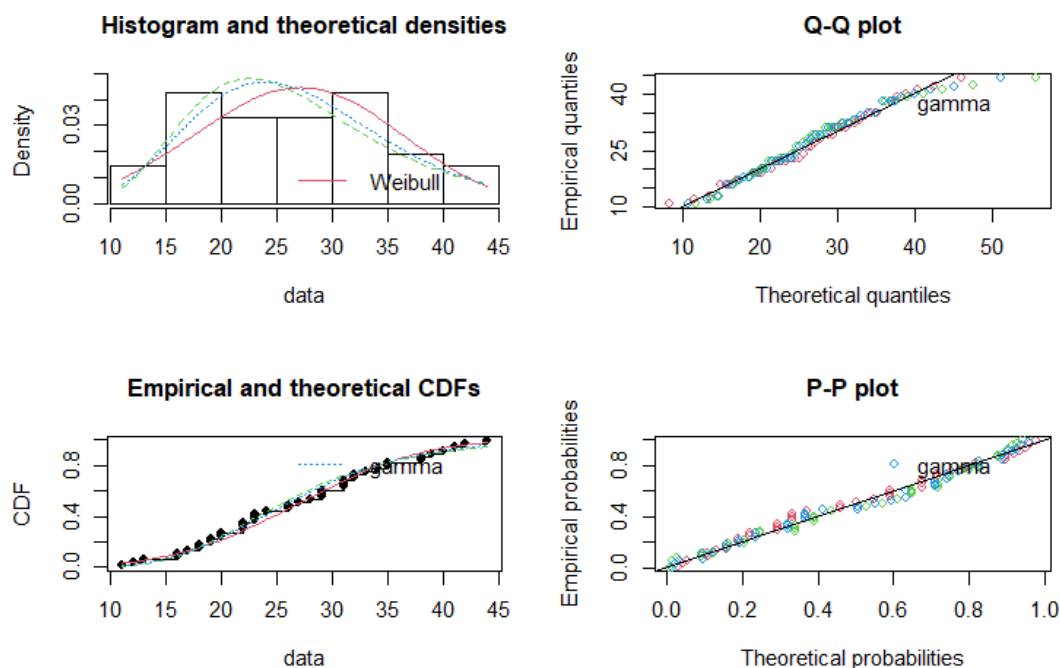 Histogram and theoretical densities
Density
0.00 0.03
Weibull
10 15 20 25 30 35 40 45
data
Q-Q plot
Empirical quantiles
10 25 40
gamma
10 20 30 40 50
Theoretical quantiles
Empirical and theoretical CDFs
CDF
0.0 0.4 0.8
gamma
10 15 20 25 30 35 40 45
data
P-P plot
Empirical probabilities
0.0 0.4 0.8
gamma
0.0 0.2 0.4 0.6 0.8 1.0
Theoretical probabilities